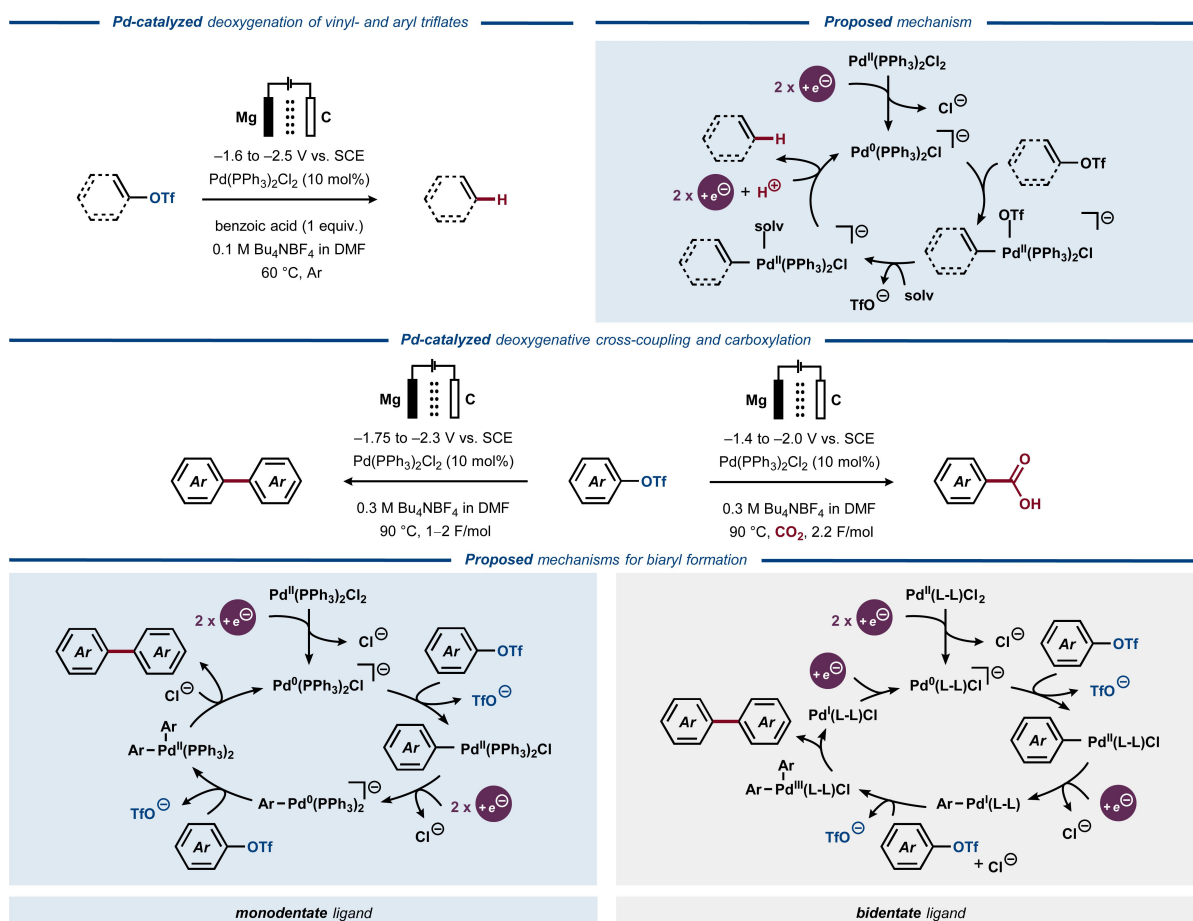 Pd-catalyzed deoxygenation of vinyl- and aryl triflates
Mg
C
–1.6 to –2.5 V vs. SCE
Pd(PPh3)2Cl2 (10 mol%)
OTf
H
benzoic acid (1 equiv.)
0.1 M Bu4NBF4 in DMF
60 °C, Ar
Proposed mechanism
PdII(PPh3)2Cl2
2 x +e⊖
Cl⊖
H
Pd0(PPh3)2Cl ⊖
OTf
2 x +e⊖ + H⊕
solv
OTf
⊖
PdII(PPh3)2Cl
⊖
PdII(PPh3)2Cl
TfO⊖
solv
Pd-catalyzed deoxygenative cross-coupling and carboxylation
Mg
C
–1.75 to –2.3 V vs. SCE
Pd(PPh3)2Cl2 (10 mol%)
0.3 M Bu4NBF4 in DMF
90 °C, 1–2 F/mol
Ar
Ar
Ar
OTf
Mg
C
–1.4 to –2.0 V vs. SCE
Pd(PPh3)2Cl2 (10 mol%)
0.3 M Bu4NBF4 in DMF
90 °C, CO2, 2.2 F/mol
Ar
O
OH
Proposed mechanisms for biaryl formation
PdII(PPh3)2Cl2
2 x +e⊖
Cl⊖
Ar
Ar
Ar
OTf
Cl⊖
Pd0(PPh3)2Cl ⊖
TfO⊖
Ar
Ar–PdII(PPh3)2
Ar
PdII(PPh3)2Cl
TfO⊖
Ar–Pd0(PPh3)2 ⊖
2 x +e⊖
Cl⊖
Ar
OTf
monodentate ligand
PdII(L-L)Cl2
2 x +e⊖
Cl⊖
Ar
OTf
+e⊖
Pd0(L-L)Cl ⊖
TfO⊖
PdI(L-L)Cl
Ar
Ar
Ar
PdII(L-L)Cl
Ar
Ar–PdIII(L-L)Cl
Ar–PdI(L-L)
+e⊖
TfO⊖
Cl⊖
Ar
OTf
+ Cl⊖
bidentate ligand